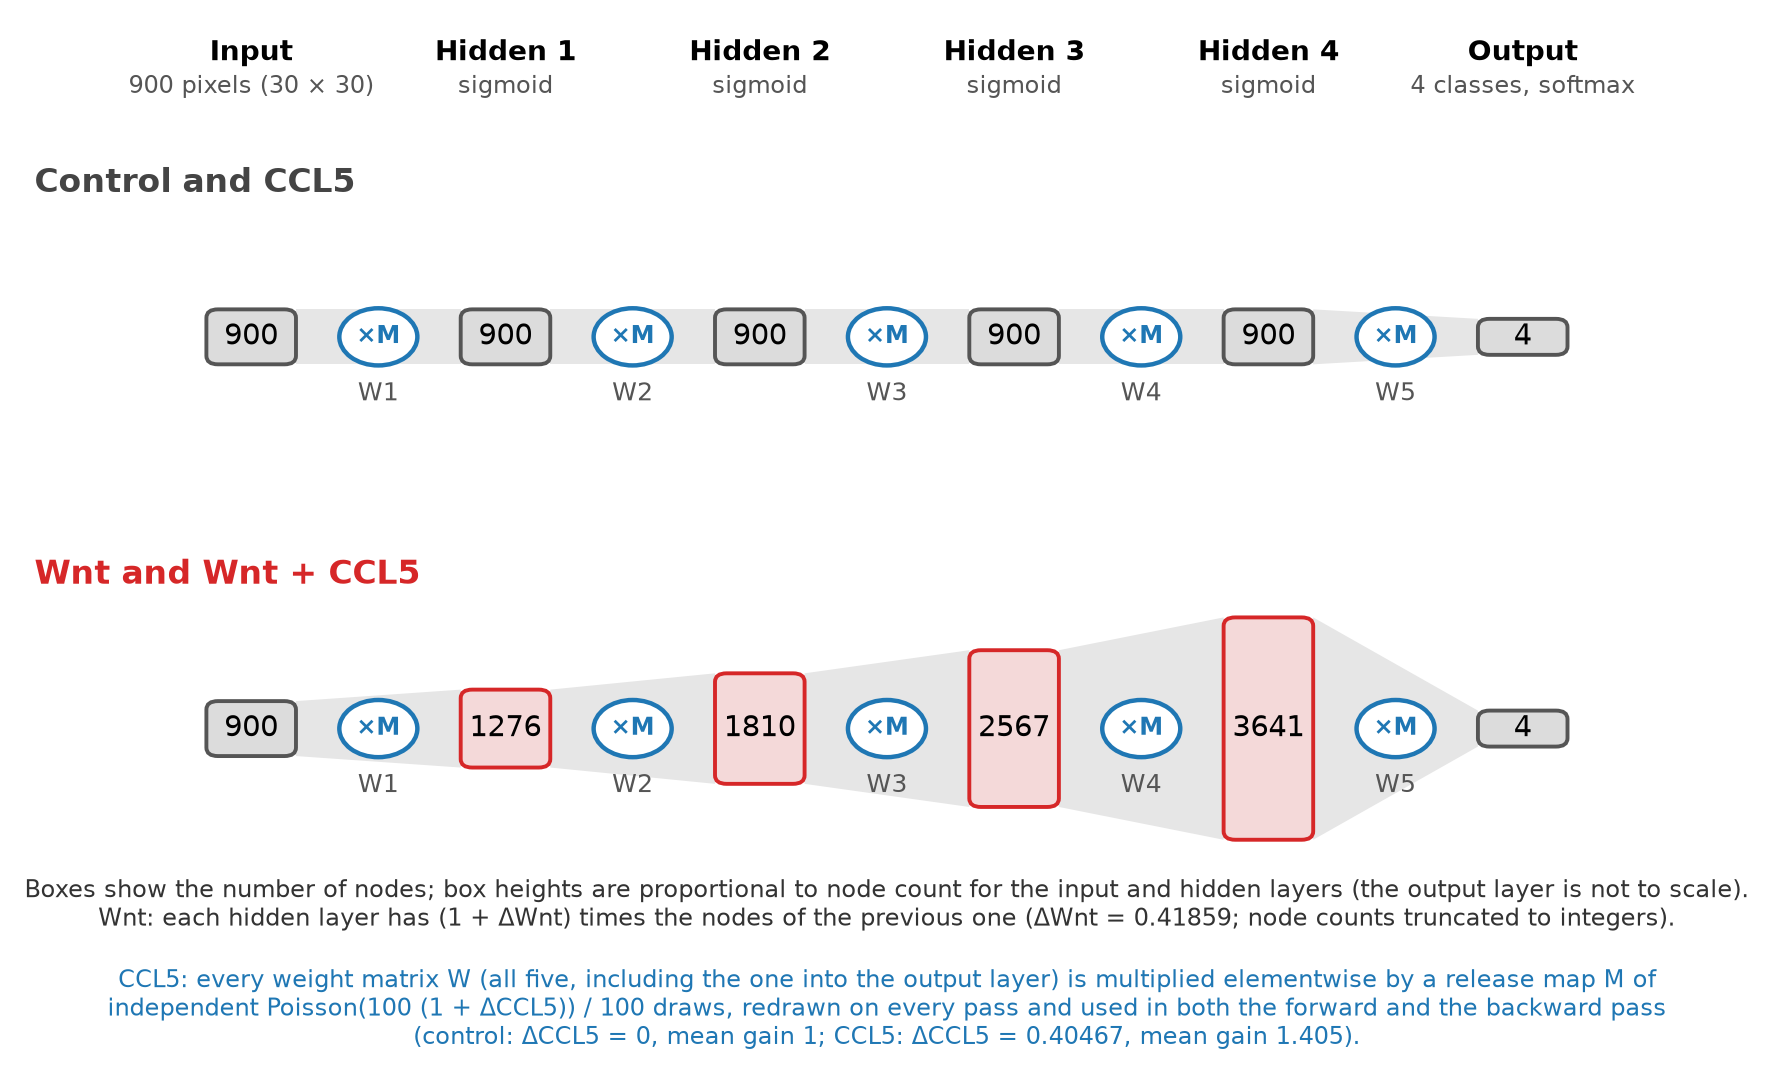 Input Hidden 1 Hidden 2 Hidden 3 Hidden 4 Output
900 pixels (30 × 30) sigmoid sigmoid sigmoid sigmoid 4 classes, softmax
Control and CCL5
900 ×M 900 ×M 900 ×M 900 ×M 900 ×M 4
W1 W2 W3 W4 W5
Wnt and Wnt + CCL5
900 ×M 1276 ×M 1810 ×M 2567 ×M 3641 ×M 4
W1 W2 W3 W4 W5
Boxes show the number of nodes; box heights are proportional to node count for the input and hidden layers (the output layer is not to scale).
Wnt: each hidden layer has (1 + ΔWnt) times the nodes of the previous one (ΔWnt = 0.41859; node counts truncated to integers).
CCL5: every weight matrix W (all five, including the one into the output layer) is multiplied elementwise by a release map M of
independent Poisson(100 (1 + ΔCCL5)) / 100 draws, redrawn on every pass and used in both the forward and the backward pass
(control: ΔCCL5 = 0, mean gain 1; CCL5: ΔCCL5 = 0.40467, mean gain 1.405).